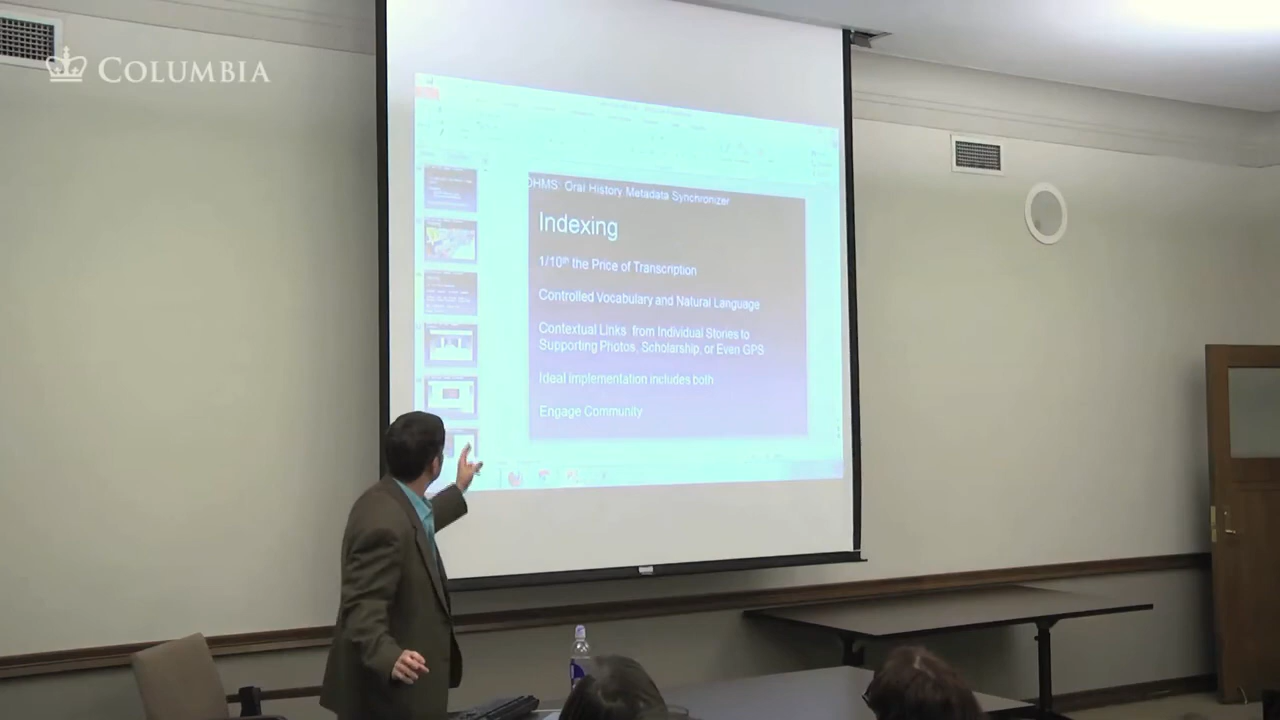 COLUMBIA
OHMS: Oral History Metadata Synchronizer
Indexing
1/10th the Price of Transcription
Controlled Vocabulary and Natural Language
Contextual Links from Individual Stories to
Supporting Photos, Scholarship, or Even GPS
Ideal Implementation includes both
Engage Community